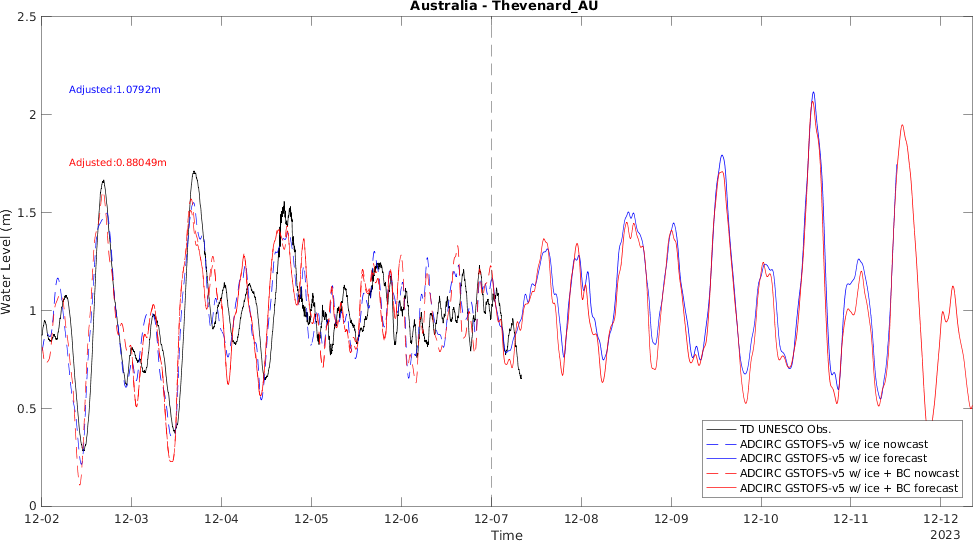 Australia - Thevenard_AU
2.5
Adjusted:1.0792m
2
Adjusted:0.88049m
1.5
Water Level (m)
1
0.5
TD UNESCO Obs.
ADCIRC GSTOFS-v5 w/ ice nowcast
ADCIRC GSTOFS-v5 w/ ice forecast
ADCIRC GSTOFS-v5 w/ ice + BC nowcast
ADCIRC GSTOFS-v5 w/ ice + BC forecast
0
12-02 12-03 12-04 12-05 12-06 12-07 12-08 12-09 12-10 12-11 12-12
Time
2023